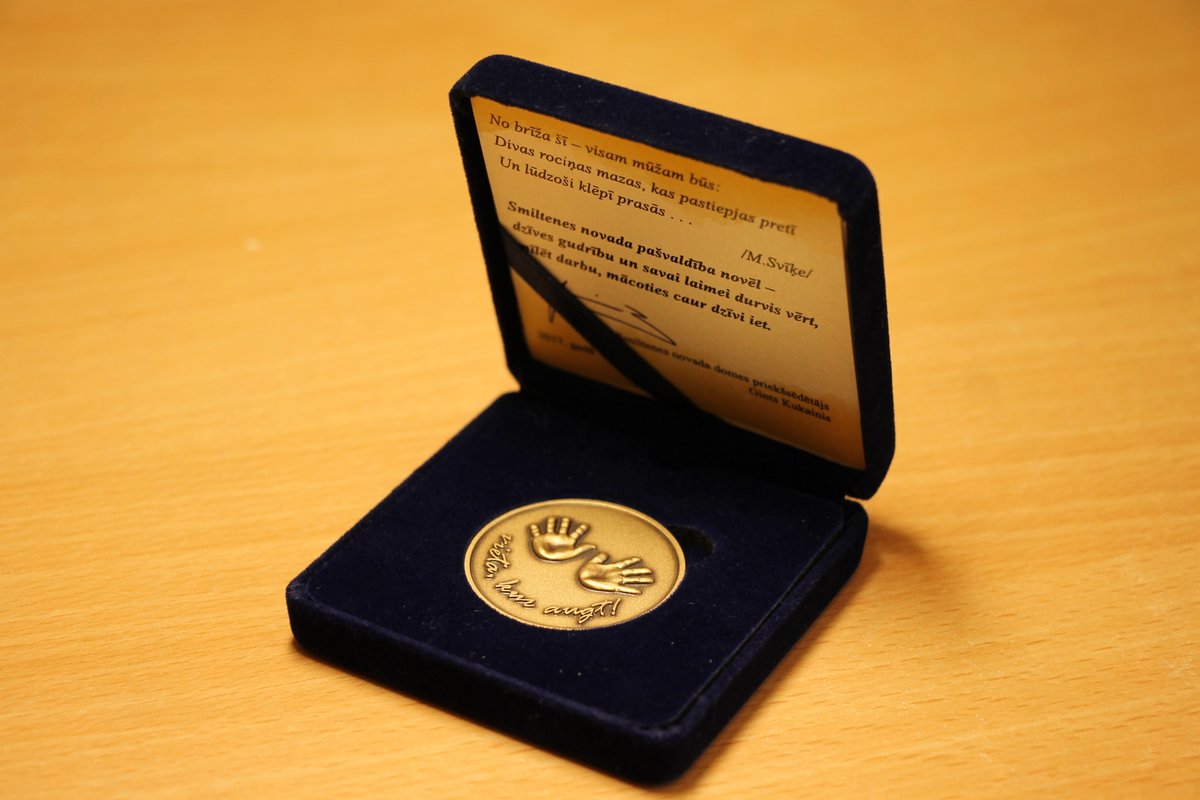 No brīža šī – visam mūžam būs:
Divas rociņas mazas, kas pastiepjas pretī
Un lūdzoši klēpī prasās . . .
/M.Svīķe/
Smiltenes novada pašvaldība novēl –
dzīves gudrību un savai laimei durvis vērt,
mīlēt darbu, mācoties caur dzīvi iet.
2017. gada
Smiltenes novada domes priekšsēdētājs
Gints Kukainis
vieta, kur augt!